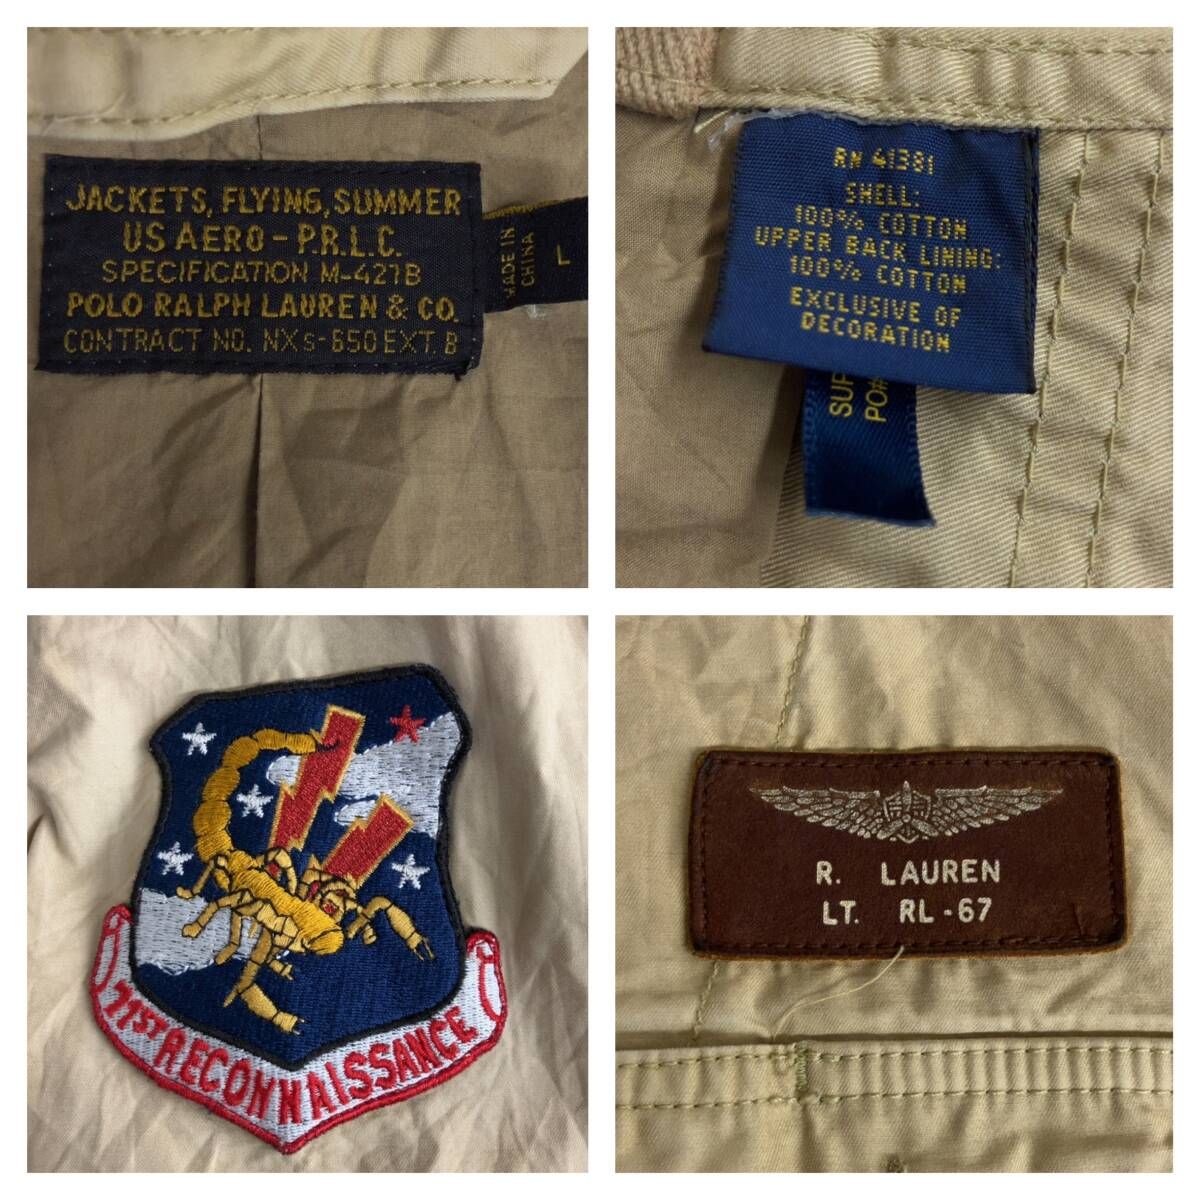 JACKETS, FLYING, SUMMER
US AERO - P.R.L.C.
SPECIFICATION M-421B
POLO RALPH LAUREN & CO.
CONTRACT NO. NXs-650 EXT. B
MADE IN
CHINA
L
RN 41381
SHELL:
100% COTTON
UPPER BACK LINING:
100% COTTON
EXCLUSIVE OF
DECORATION
PO#
71ST RECONNAISSANCE
R. LAUREN
LT. RL-67